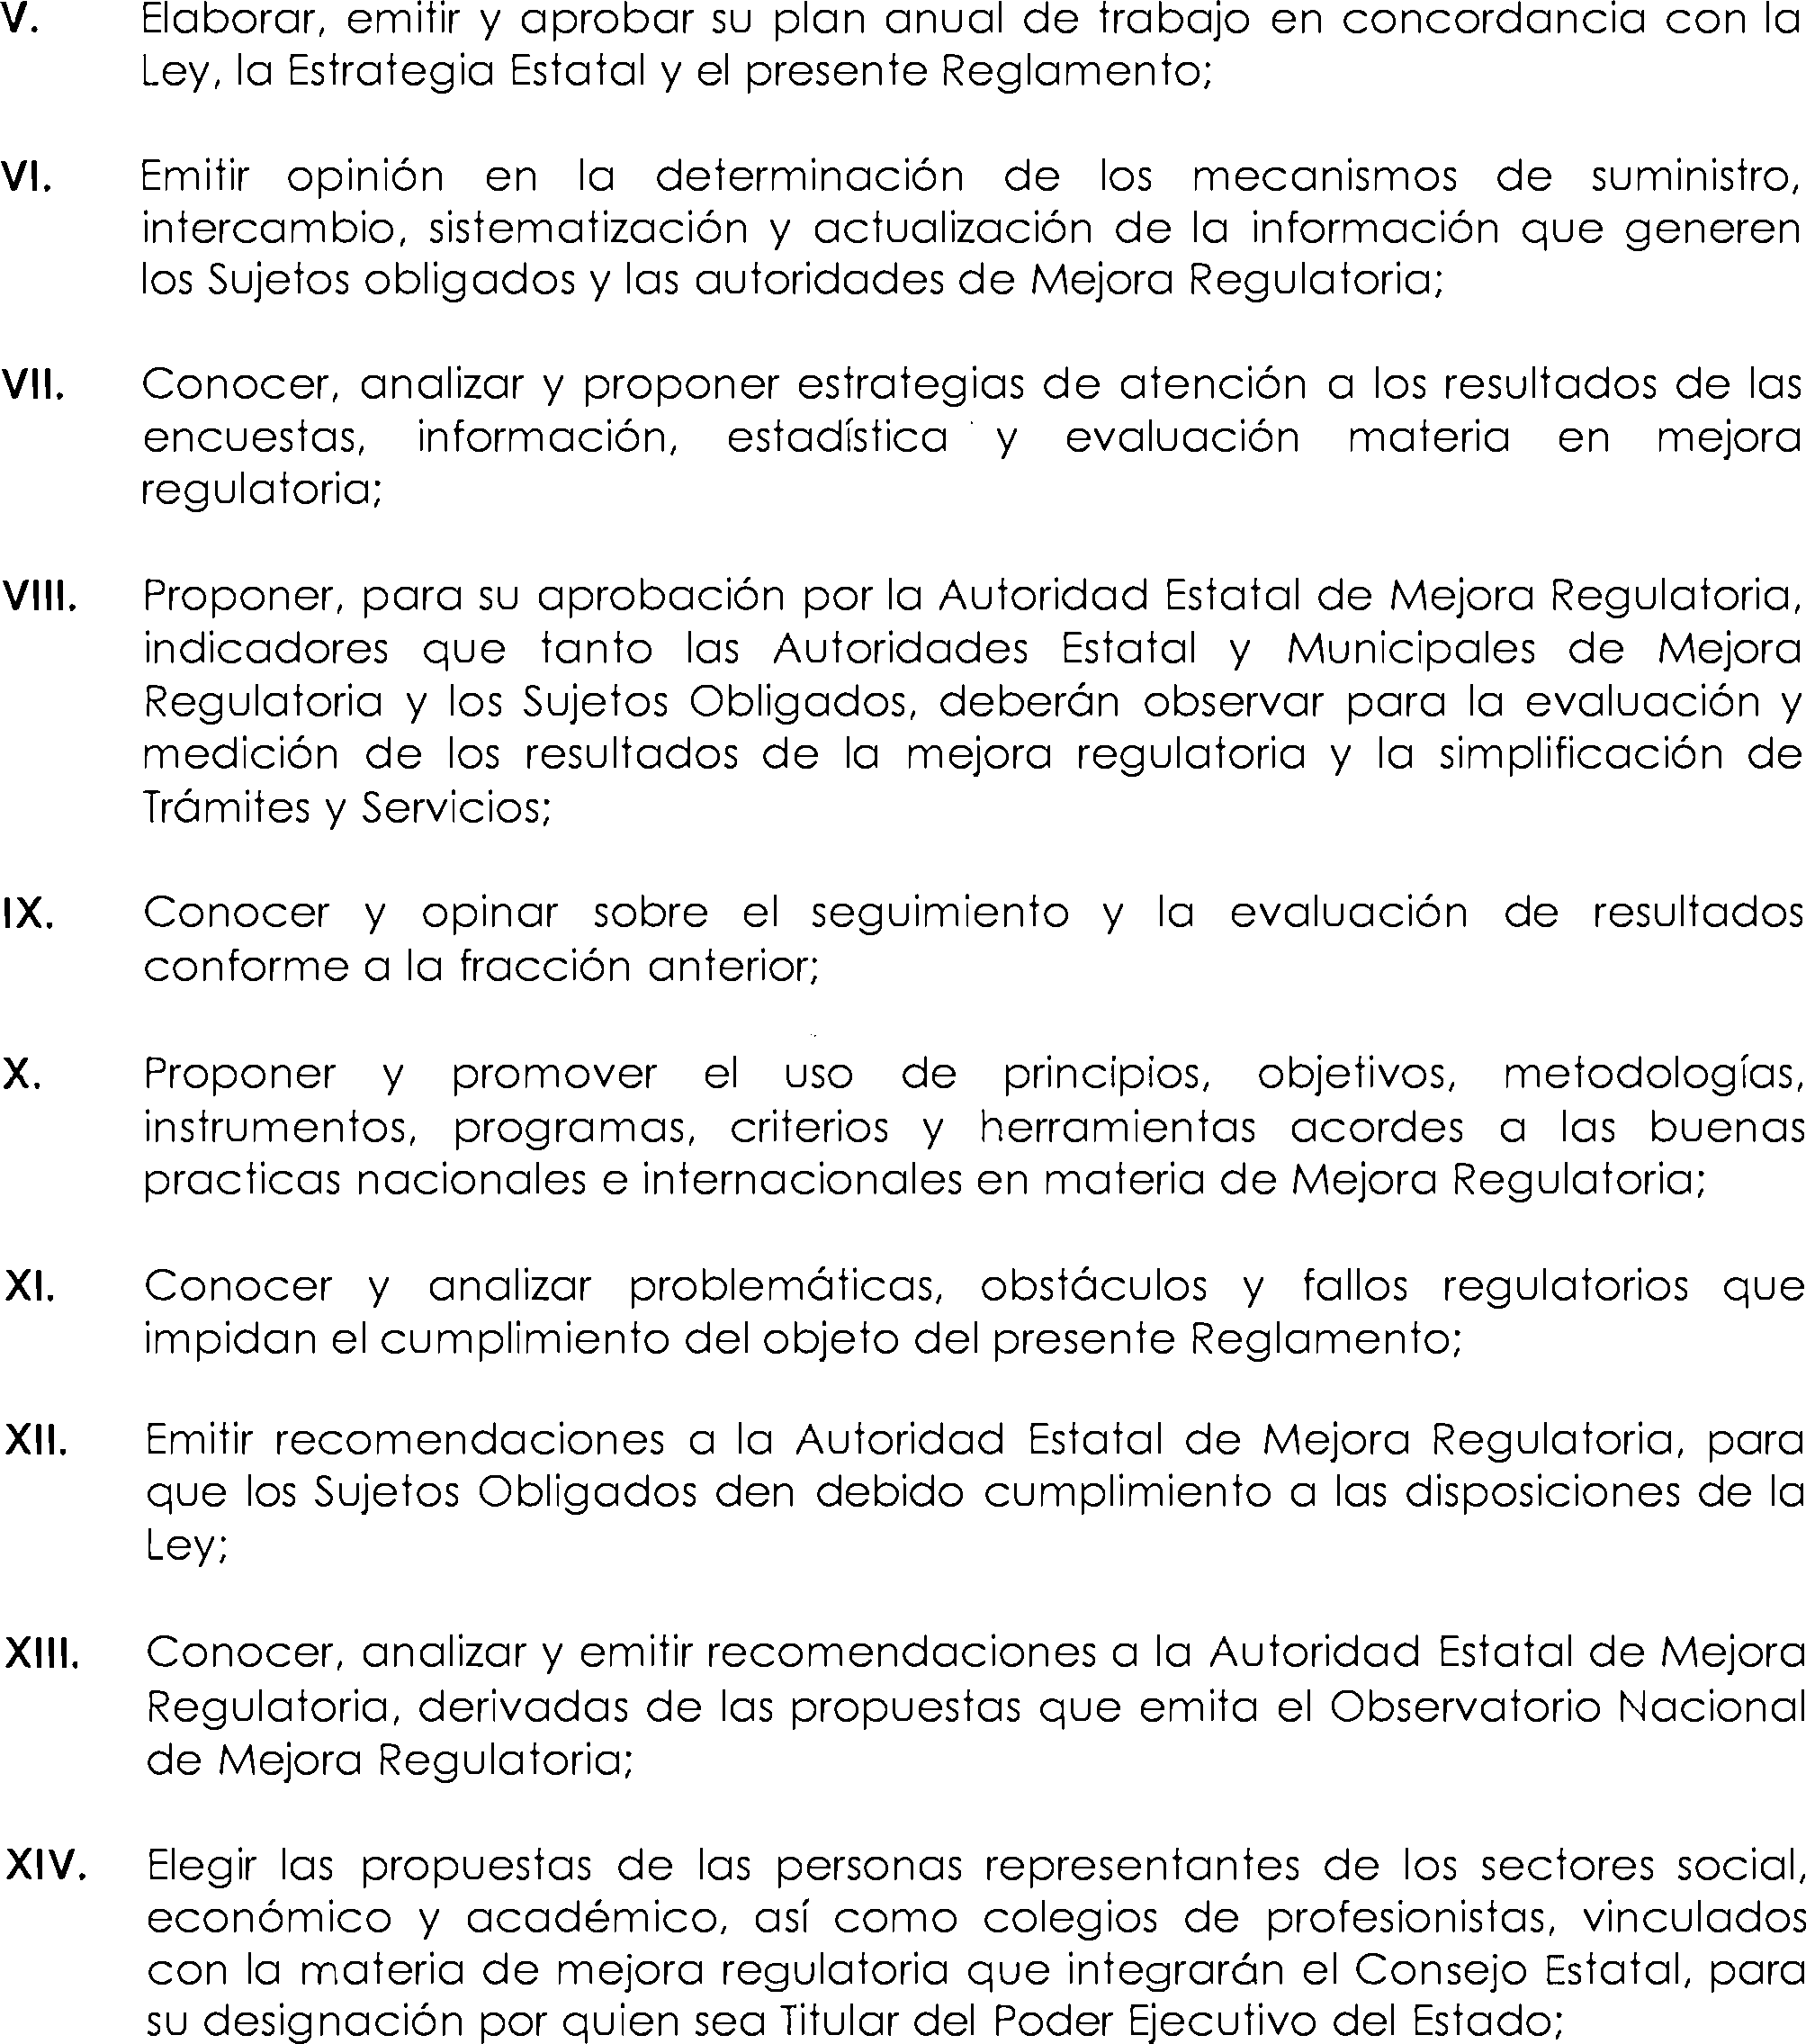 V. Elaborar, emitir y aprobar su plan anual de trabajo en concordancia con la
Ley, la Estrategia Estatal y el presente Reglamento;
VI. Emitir opinión en la determinación de los mecanismos de suministro,
intercambio, sistematización y actualización de la información que generen
los Sujetos obligados y las autoridades de Mejora Regulatoria;
VII. Conocer, analizar y proponer estrategias de atención a los resultados de las
encuestas, información, estadística y evaluación materia en mejora
regulatoria;
VIII. Proponer, para su aprobación por la Autoridad Estatal de Mejora Regulatoria,
indicadores que tanto las Autoridades Estatal y Municipales de Mejora
Regulatoria y los Sujetos Obligados, deberán observar para la evaluación y
medición de los resultados de la mejora regulatoria y la simplificación de
Trámites y Servicios;
IX. Conocer y opinar sobre el seguimiento y la evaluación de resultados
conforme a la fracción anterior;
X. Proponer y promover el uso de principios, objetivos, metodologías,
instrumentos, programas, criterios y herramientas acordes a las buenas
practicas nacionales e internacionales en materia de Mejora Regulatoria;
XI. Conocer y analizar problemáticas, obstáculos y fallos regulatorios que
impidan el cumplimiento del objeto del presente Reglamento;
XII. Emitir recomendaciones a la Autoridad Estatal de Mejora Regulatoria, para
que los Sujetos Obligados den debido cumplimiento a las disposiciones de la
Ley;
XIII. Conocer, analizar y emitir recomendaciones a la Autoridad Estatal de Mejora
Regulatoria, derivadas de las propuestas que emita el Observatorio Nacional
de Mejora Regulatoria;
XIV. Elegir las propuestas de las personas representantes de los sectores social,
económico y académico, así como colegios de profesionistas, vinculados
con la materia de mejora regulatoria que integrarán el Consejo Estatal, para
su designación por quien sea Titular del Poder Ejecutivo del Estado;